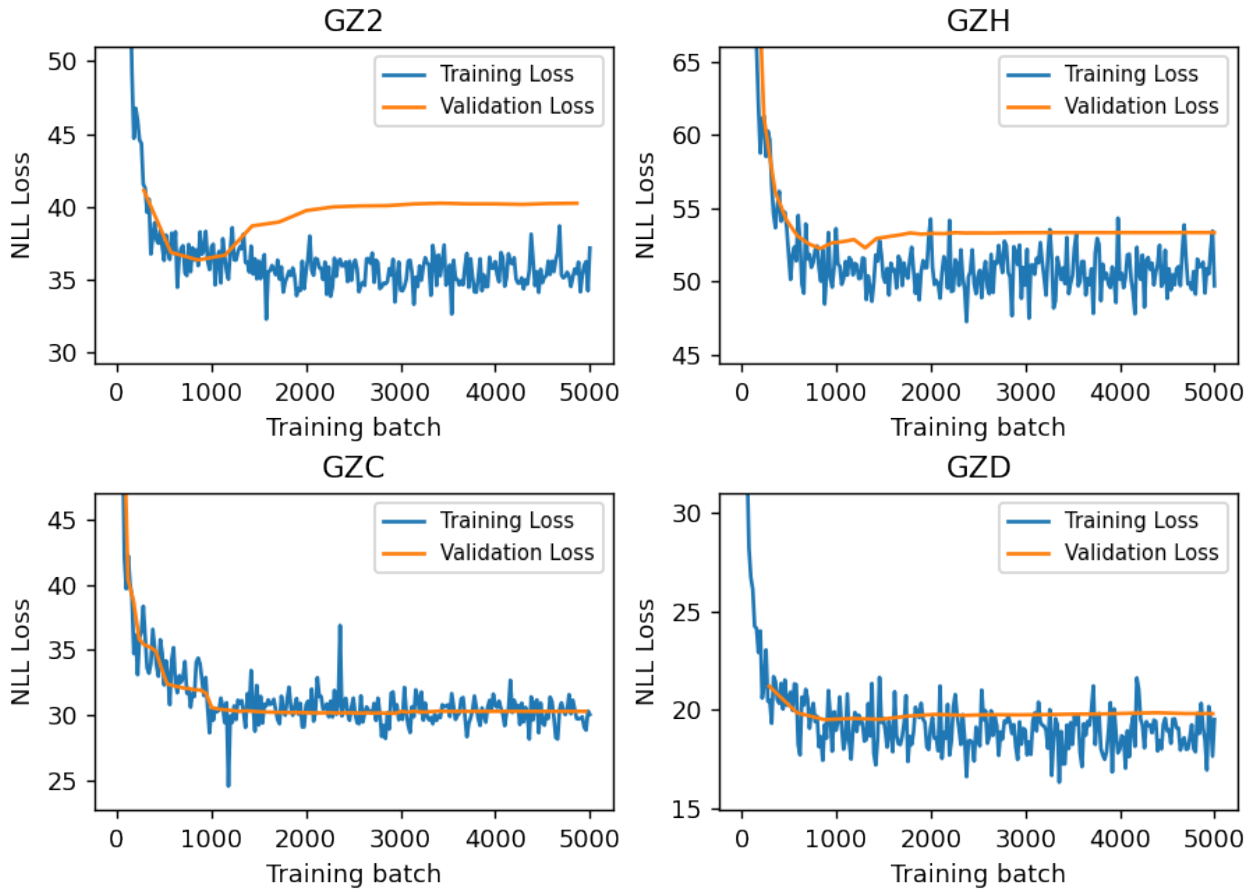 GZ2
50
45
40
35
30
NLL Loss
Training Loss
Validation Loss
0 1000 2000 3000 4000 5000
Training batch
GZH
65
60
55
50
45
NLL Loss
Training Loss
Validation Loss
0 1000 2000 3000 4000 5000
Training batch
GZC
45
40
35
30
25
NLL Loss
Training Loss
Validation Loss
0 1000 2000 3000 4000 5000
Training batch
GZD
30
25
20
15
NLL Loss
Training Loss
Validation Loss
0 1000 2000 3000 4000 5000
Training batch